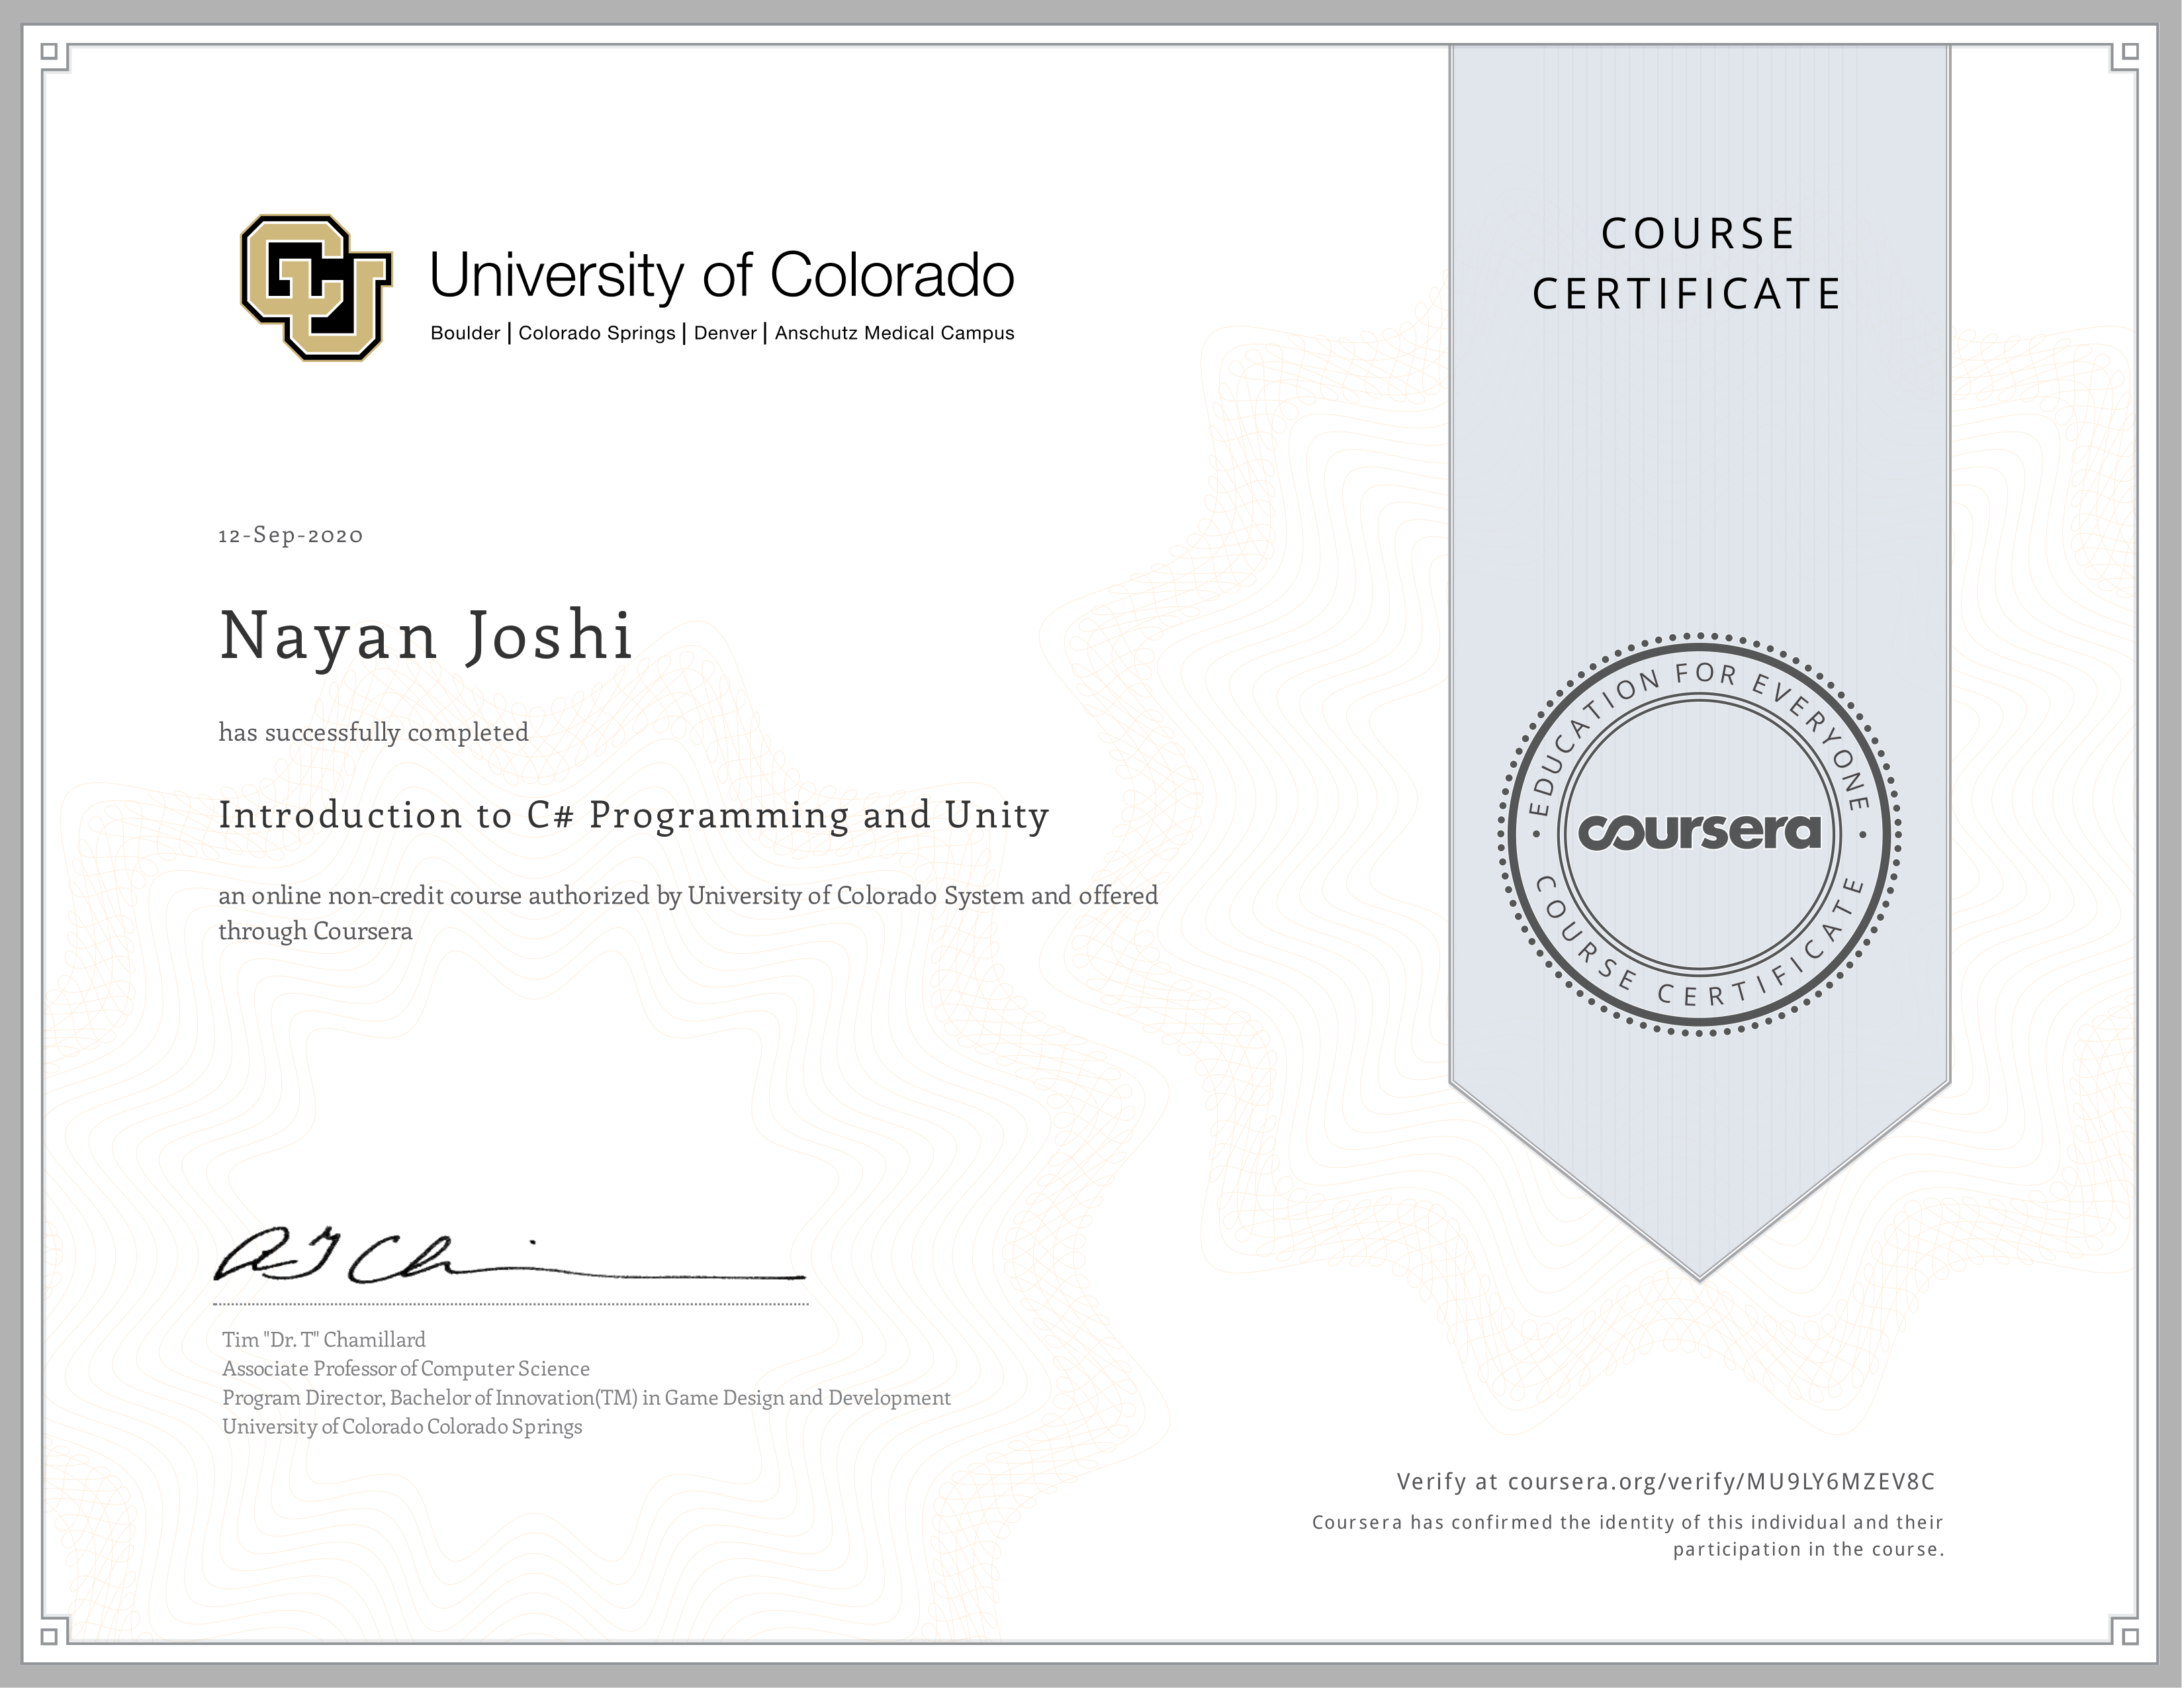 University of Colorado
Boulder | Colorado Springs | Denver | Anschutz Medical Campus
COURSE
CERTIFICATE
12-Sep-2020
Nayan Joshi
has successfully completed
Introduction to C# Programming and Unity
an online non-credit course authorized by University of Colorado System and offered
through Coursera
• EDUCATION FOR EVERYONE •
coursera
COURSE CERTIFICATE
Tim "Dr. T" Chamillard
Associate Professor of Computer Science
Program Director, Bachelor of Innovation(TM) in Game Design and Development
University of Colorado Colorado Springs
Verify at coursera.org/verify/MU9LY6MZEV8C
Coursera has confirmed the identity of this individual and their
participation in the course.